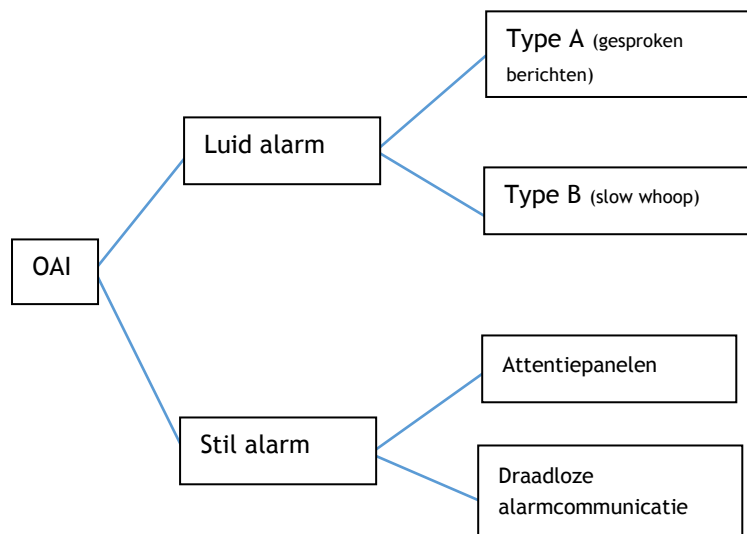 Type A (gesproken
berichten)
Luid alarm
Type B (slow whoop)
OAI
Attentiepanelen
Stil alarm
Draadloze
alarmcommunicatie